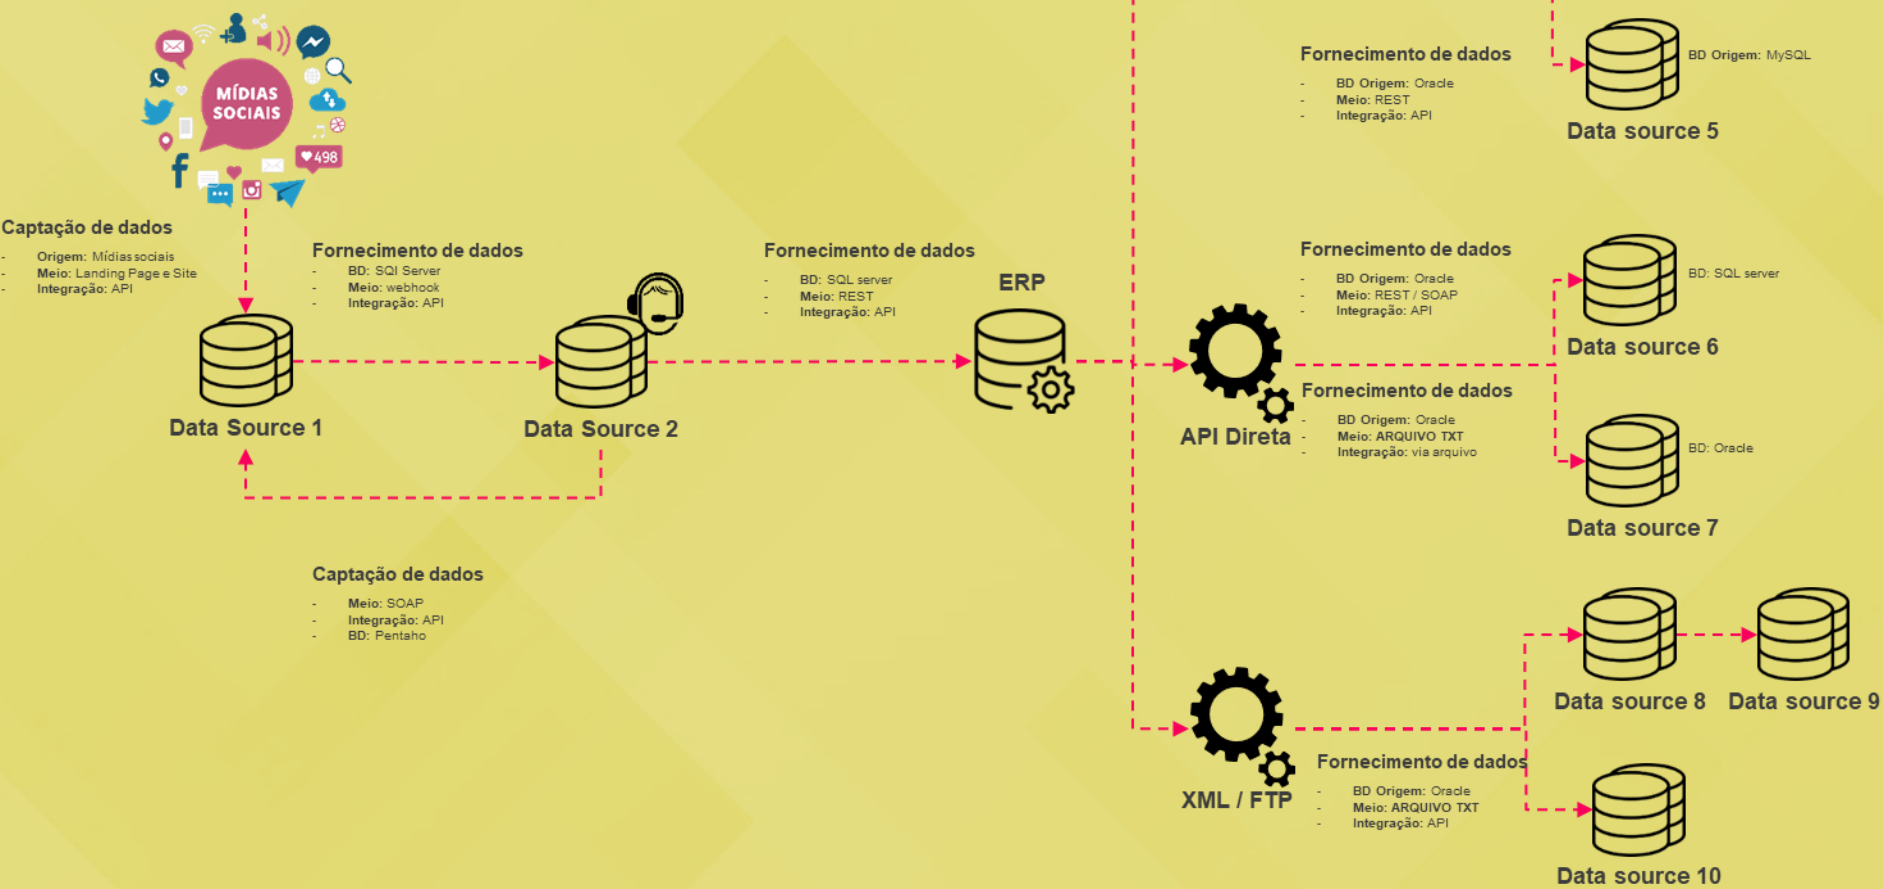 MÍDIAS
SOCIAIS
498
Captação de dados
- Origem: Mídias sociais
- Meio: Landing Page e Site
- Integração: API
Fornecimento de dados
- BD: SQl Server
- Meio: webhook
- Integração: API
Data Source 1
Data Source 2
Captação de dados
- Meio: SOAP
- Integração: API
- BD: Pentaho
Fornecimento de dados
- BD: SQL server
- Meio: REST
- Integração: API
ERP
Fornecimento de dados
- BD Origem: Oracle
- Meio: REST
- Integração: API
BD Origem: MySQL
Data source 5
Fornecimento de dados
- BD Origem: Oracle
- Meio: REST / SOAP
- Integração: API
BD: SQL server
Data source 6
API Direta
Fornecimento de dados
- BD Origem: Oracle
- Meio: ARQUIVO TXT
- Integração: via arquivo
BD: Oracle
Data source 7
Data source 8
Data source 9
XML / FTP
Fornecimento de dados
- BD Origem: Oracle
- Meio: ARQUIVO TXT
- Integração: API
Data source 10